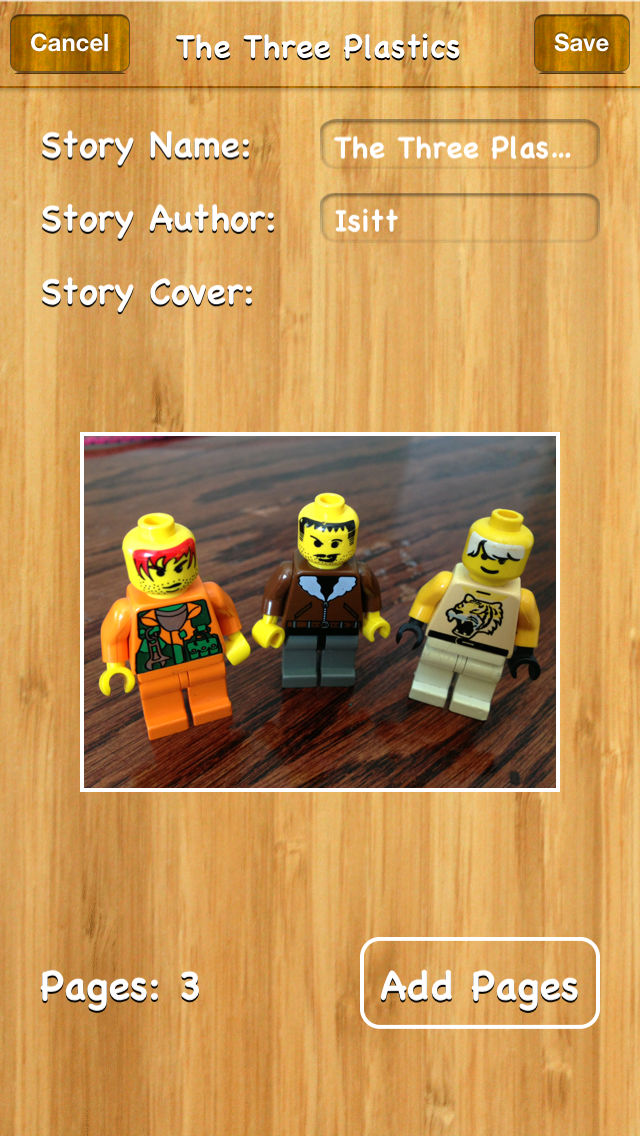 Cancel
The Three Plastics
Save
Story Name:
The Three Plas...
Story Author:
Isitt
Story Cover:
Pages: 3
Add Pages